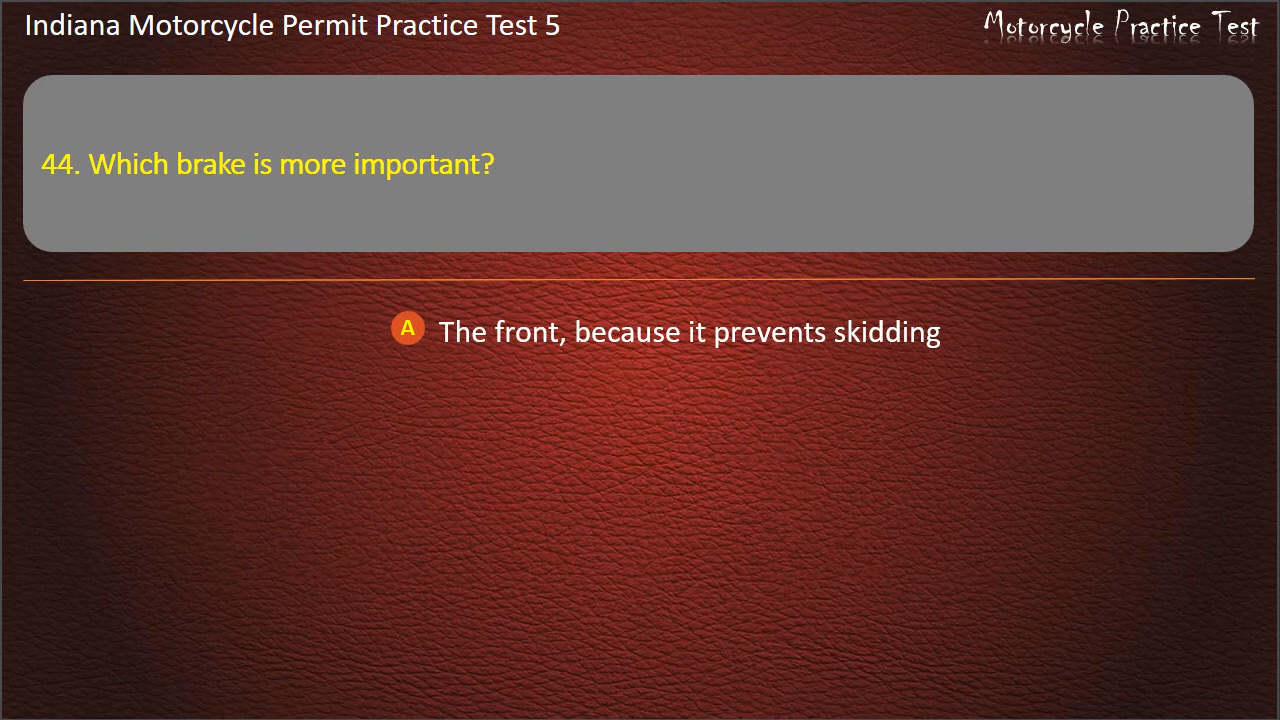 Indiana Motorcycle Permit Practice Test 5
Motorcycle Practice Test
44. Which brake is more important?
A The front, because it prevents skidding